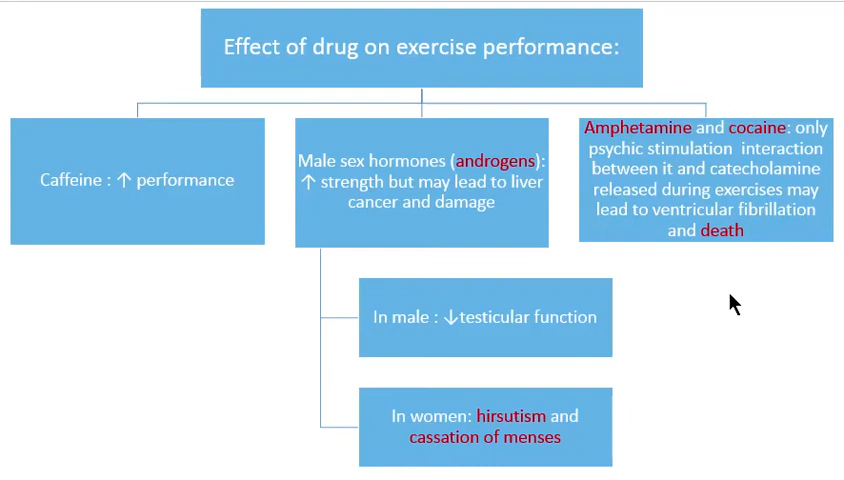 Effect of drug on exercise performance:
Caffeine : ↑ performance
Male sex hormones (androgens):
↑ strength but may lead to liver
cancer and damage
Amphetamine and cocaine: only
psychic stimulation interaction
between it and catecholamine
released during exercises may
lead to ventricular fibrillation
and death
In male : ↓testicular function
In women: hirsutism and
cassation of menses